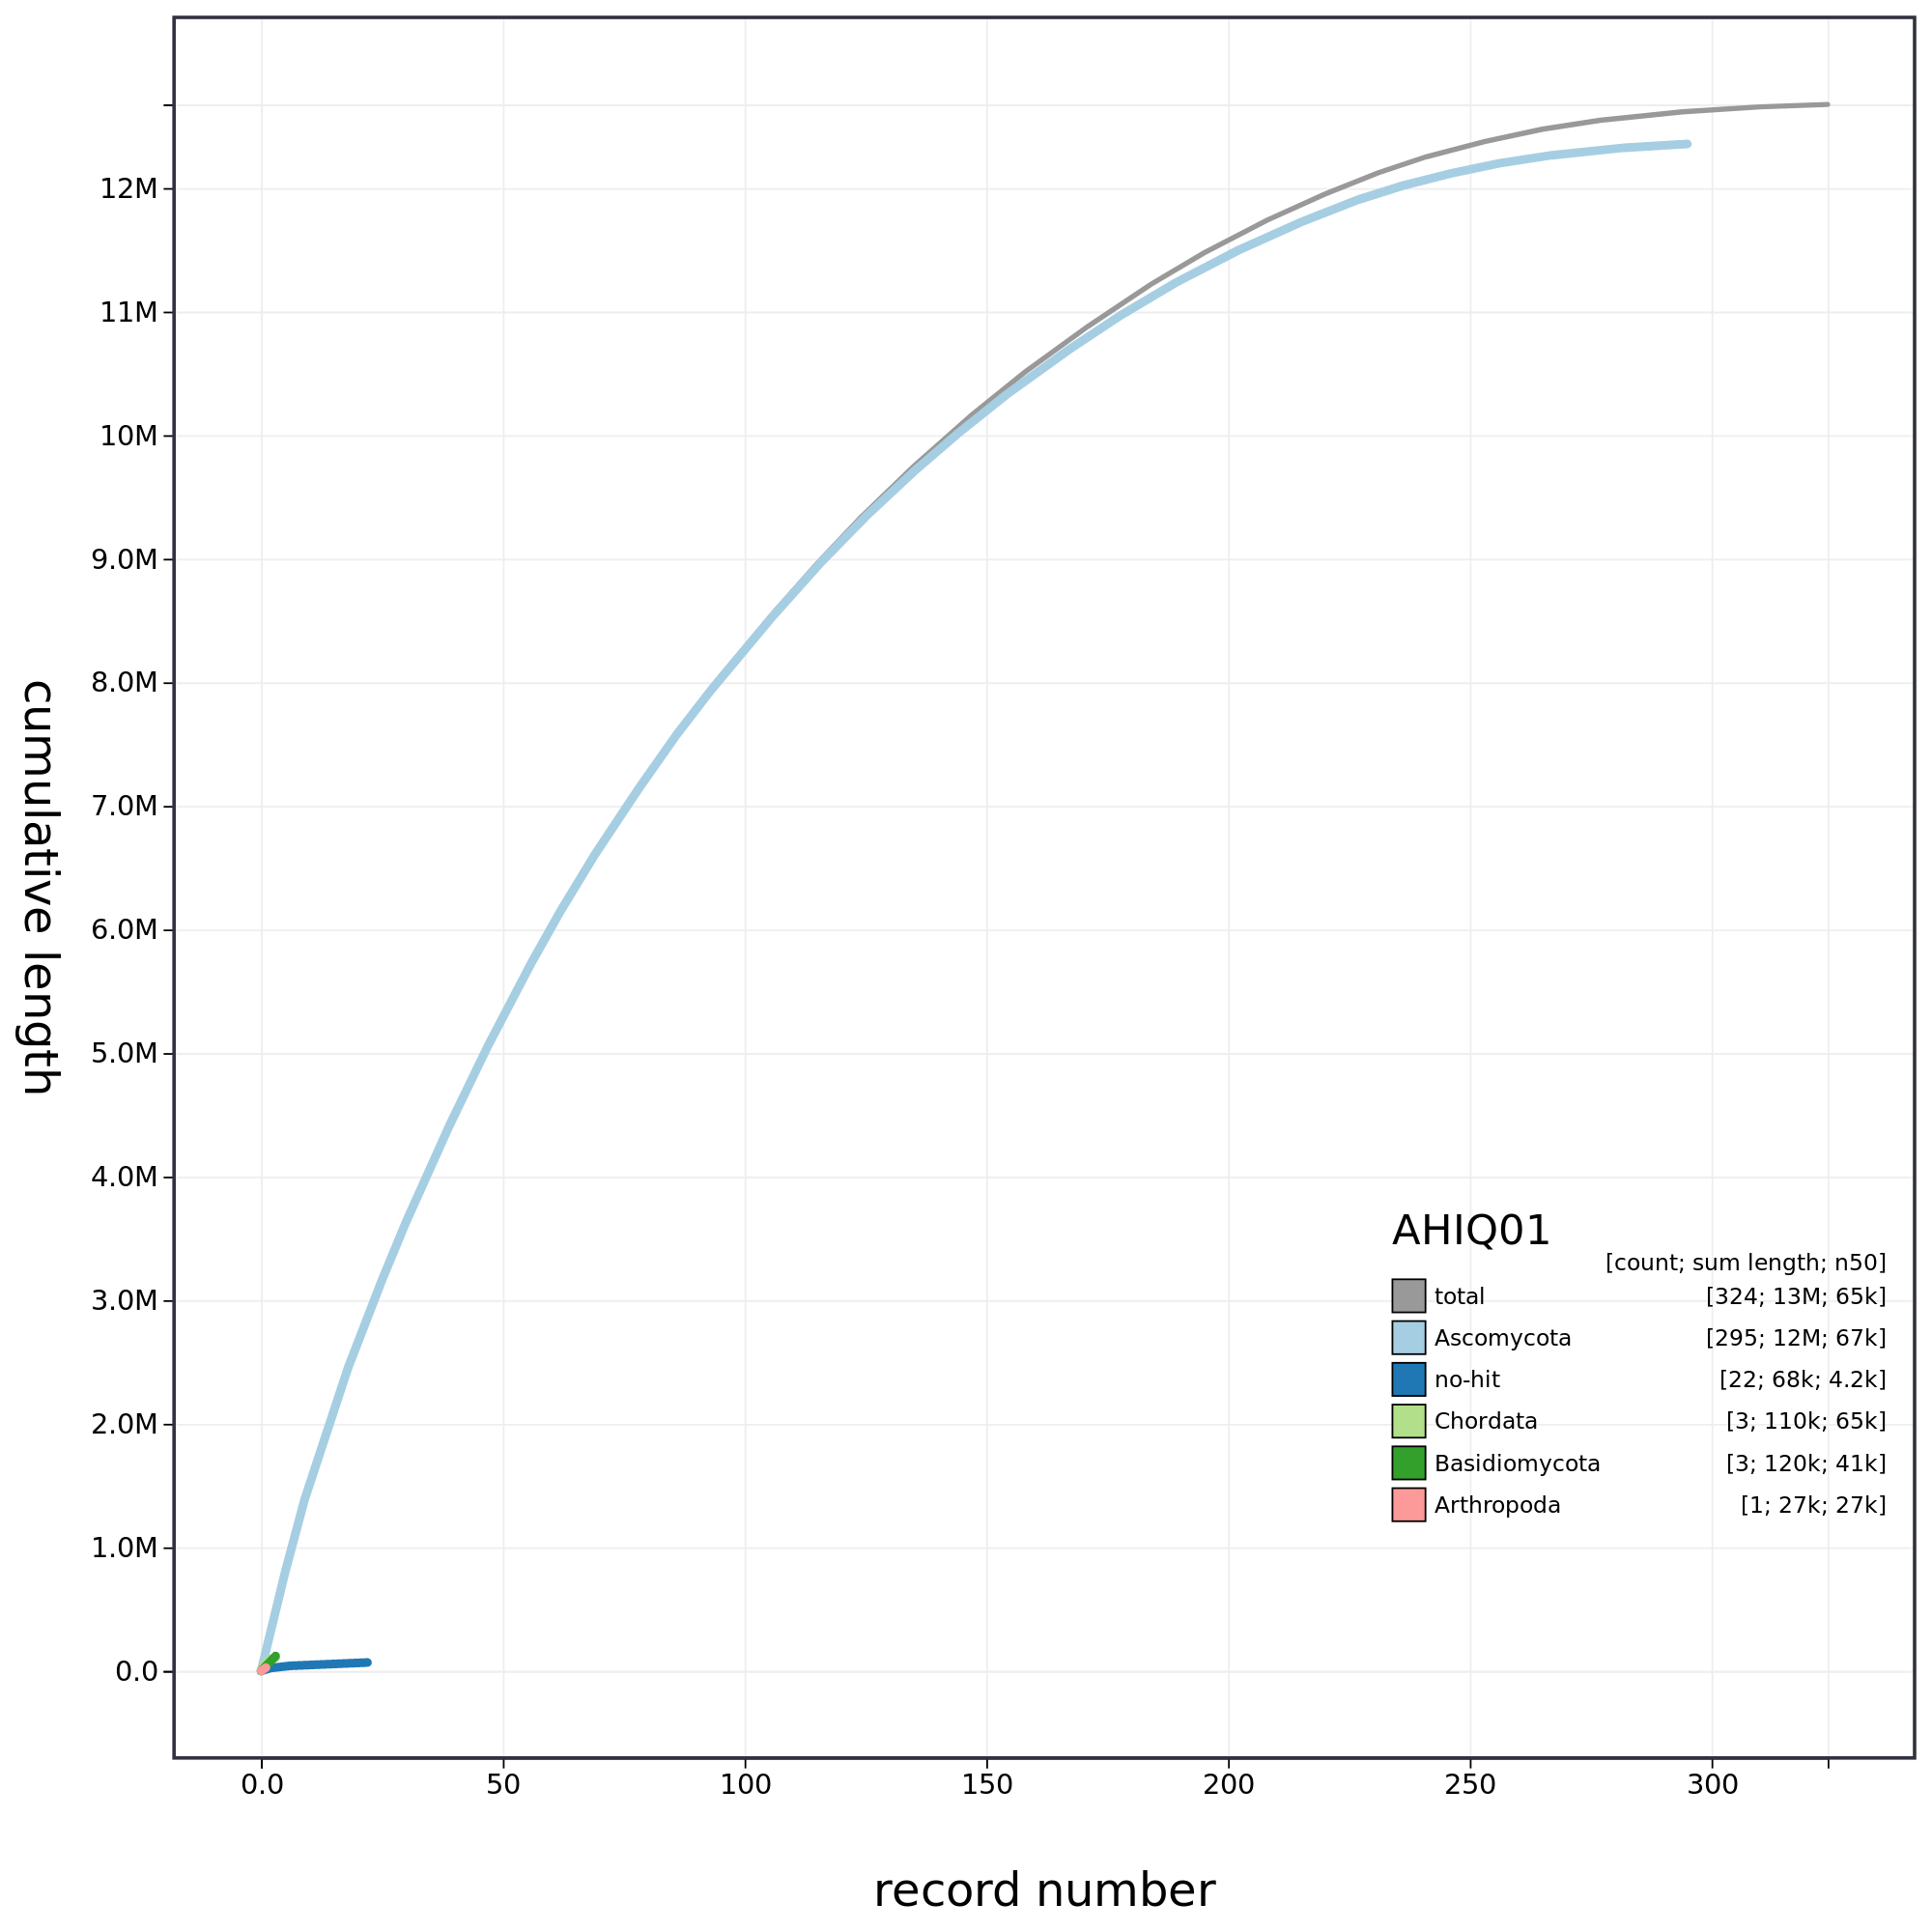 cumulative length
12M
11M
10M
9.0M
8.0M
7.0M
6.0M
5.0M
4.0M
3.0M
2.0M
1.0M
0.0
AHIQ01
[count; sum length; n50]
total [324; 13M; 65k]
Ascomycota [295; 12M; 67k]
no-hit [22; 68k; 4.2k]
Chordata [3; 110k; 65k]
Basidiomycota [3; 120k; 41k]
Arthropoda [1; 27k; 27k]
0.0 50 100 150 200 250 300
record number